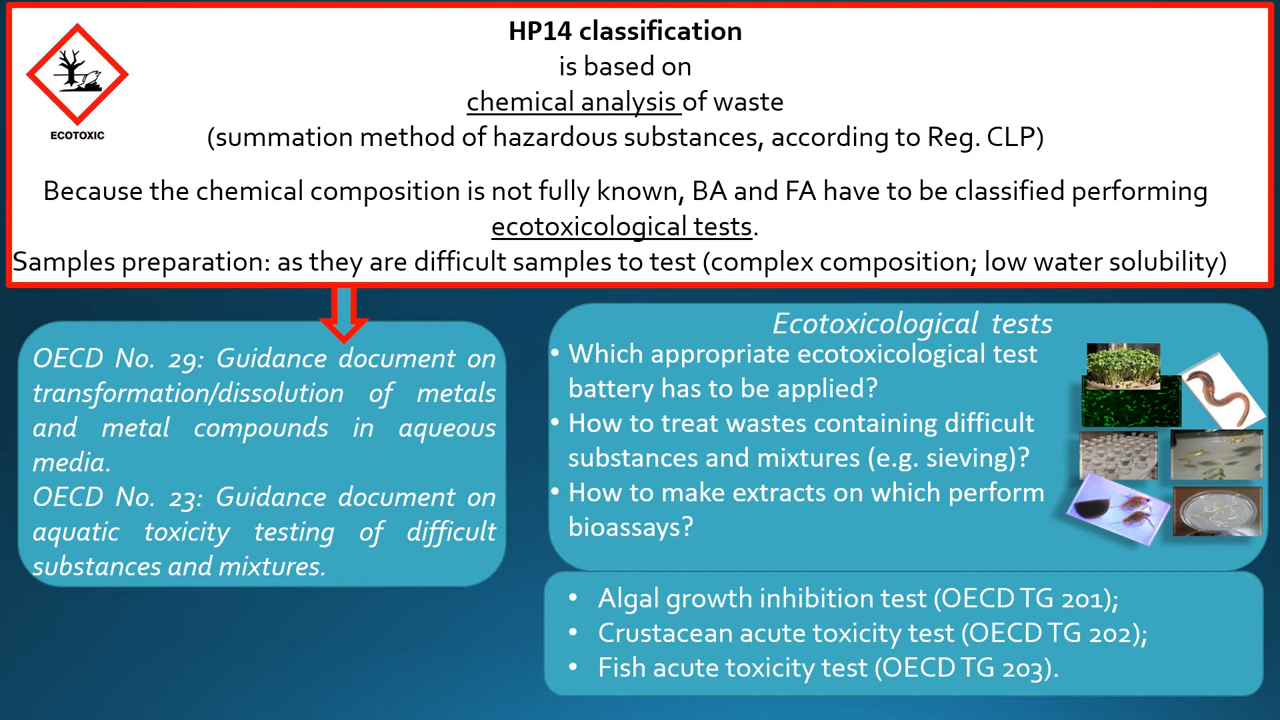 HP14 classification
is based on
chemical analysis of waste
(summation method of hazardous substances, according to Reg. CLP)
ECOTOXIC
Because the chemical composition is not fully known, BA and FA have to be classified performing
ecotoxicological tests.
Samples preparation: as they are difficult samples to test (complex composition; low water solubility)
OECD No. 29: Guidance document on
transformation/dissolution of metals
and metal compounds in aqueous
media.
OECD No. 23: Guidance document on
aquatic toxicity testing of difficult
substances and mixtures.
Ecotoxicological tests
• Which appropriate ecotoxicological test
battery has to be applied?
• How to treat wastes containing difficult
substances and mixtures (e.g. sieving)?
• How to make extracts on which perform
bioassays?
• Algal growth inhibition test (OECD TG 201);
• Crustacean acute toxicity test (OECD TG 202);
• Fish acute toxicity test (OECD TG 203).